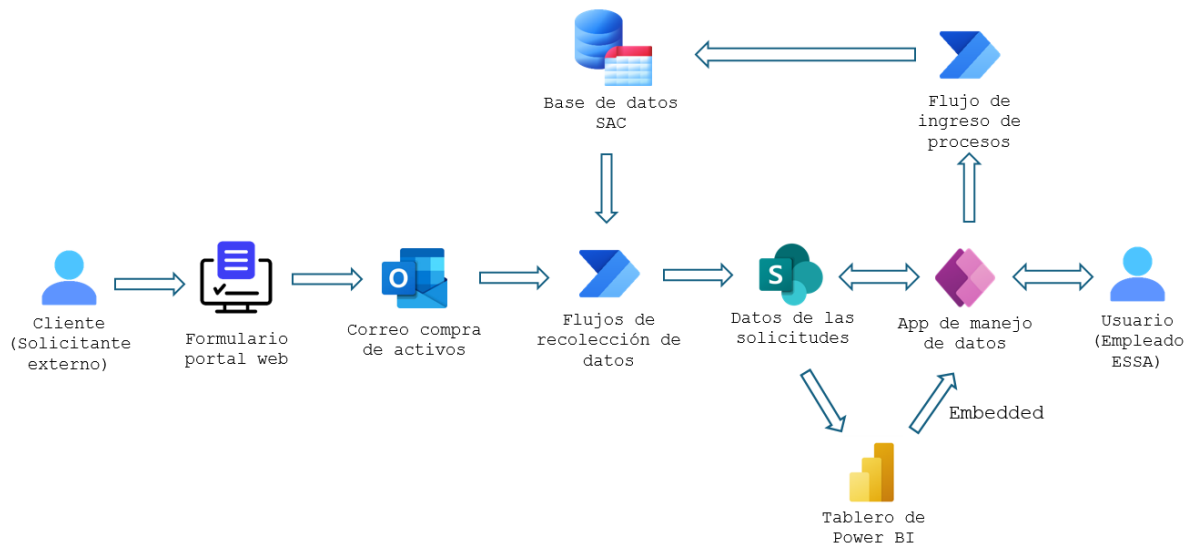 Base de datos
SAC
Flujo de
ingreso de
procesos
Cliente
(Solicitante
externo)
Formulario
portal web
O
Correo compra
de activos
Flujos de
recolección de
datos
S
Datos de las
solicitudes
App de manejo
de datos
Usuario
(Empleado
ESSA)
Embedded
Tablero de
Power BI